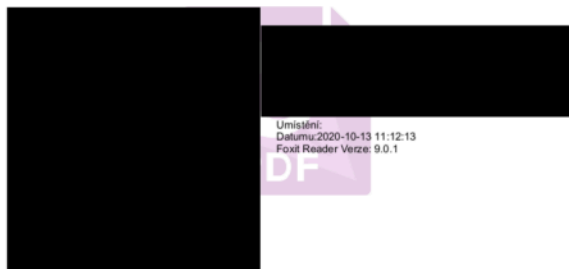 Umístění:
Datumu:2020-10-13 11:12:13
Foxit Reader Verze: 9.0.1
DF